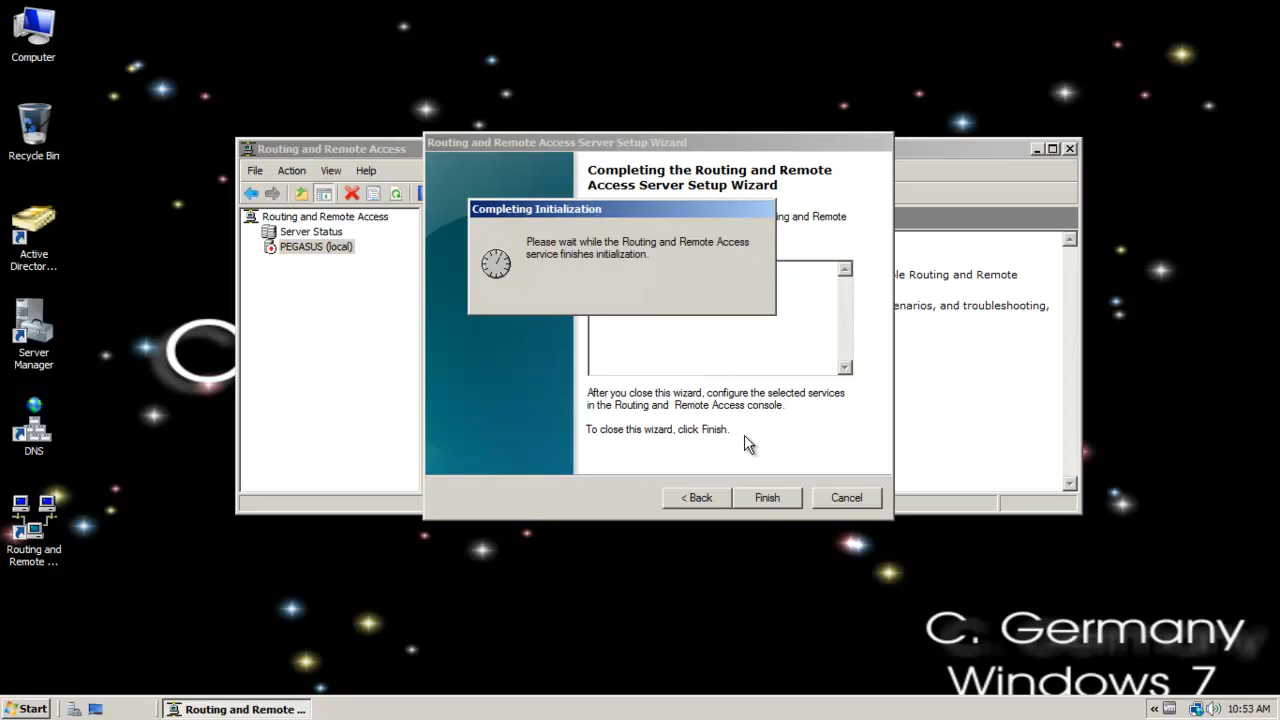 Computer
Recycle Bin
Active
Director...
Server
Manager
DNS
Routing and
Remote ...
Routing and Remote Access
File Action View Help
Routing and Remote Access
Server Status
PEGASUS (local)
Routing and Remote Access Server Setup Wizard
Completing the Routing and Remote
Access Server Setup Wizard
ing and Remote
Completing Initialization
Please wait while the Routing and Remote Access
service finishes initialization.
After you close this wizard, configure the selected services
in the Routing and Remote Access console.
To close this wizard, click Finish.
< Back Finish Cancel
le Routing and Remote
enarios, and troubleshooting,
C. Germany
Windows 7
Start
Routing and Remote ...
« 10:53 AM